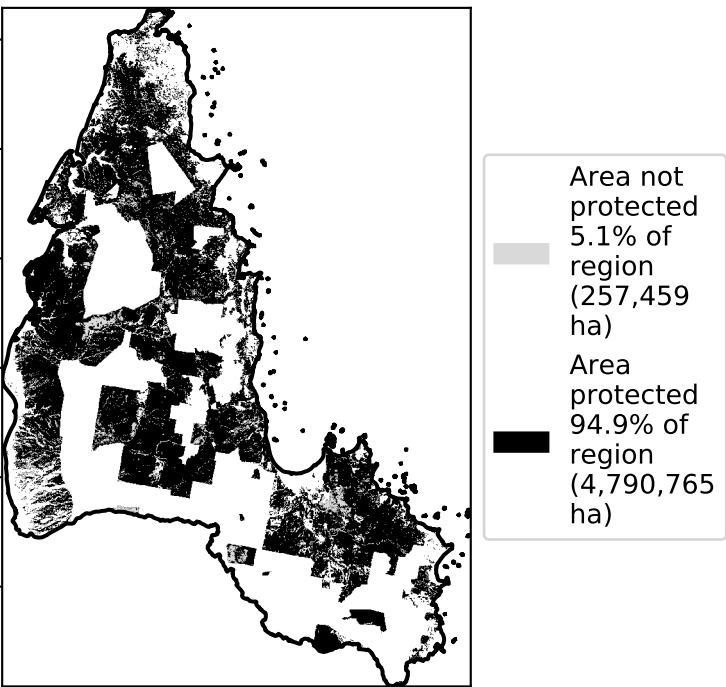 Area not
protected
5.1% of
region
(257,459
ha)
Area
protected
94.9% of
region
(4,790,765
ha)